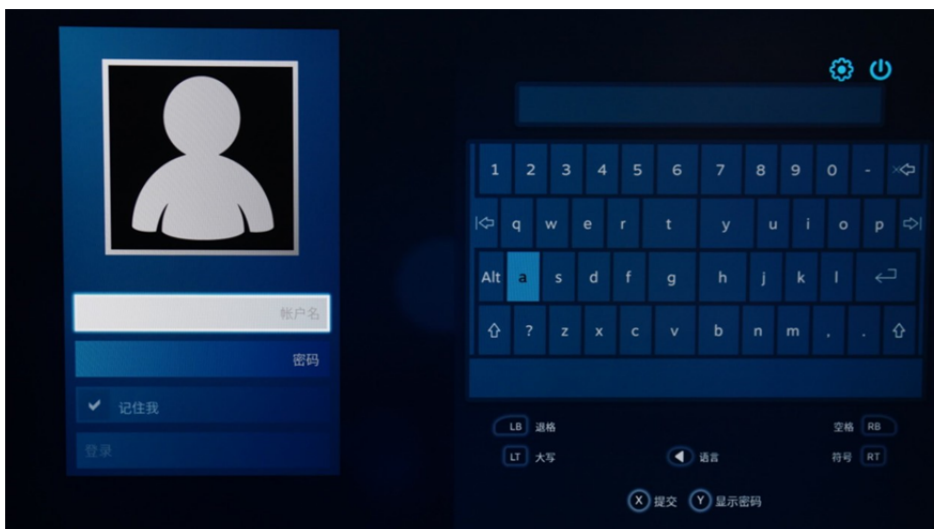 帐户名
密码
记住我
登录
1 2 3 4 5 6 7 8 9 0 -
q w e r t y u i o p
Alt a s d f g h j k l
? z x c v b n m , .
LB 退格 空格 RB
LT 大写 语言 符号 RT
X 提交 Y 显示密码